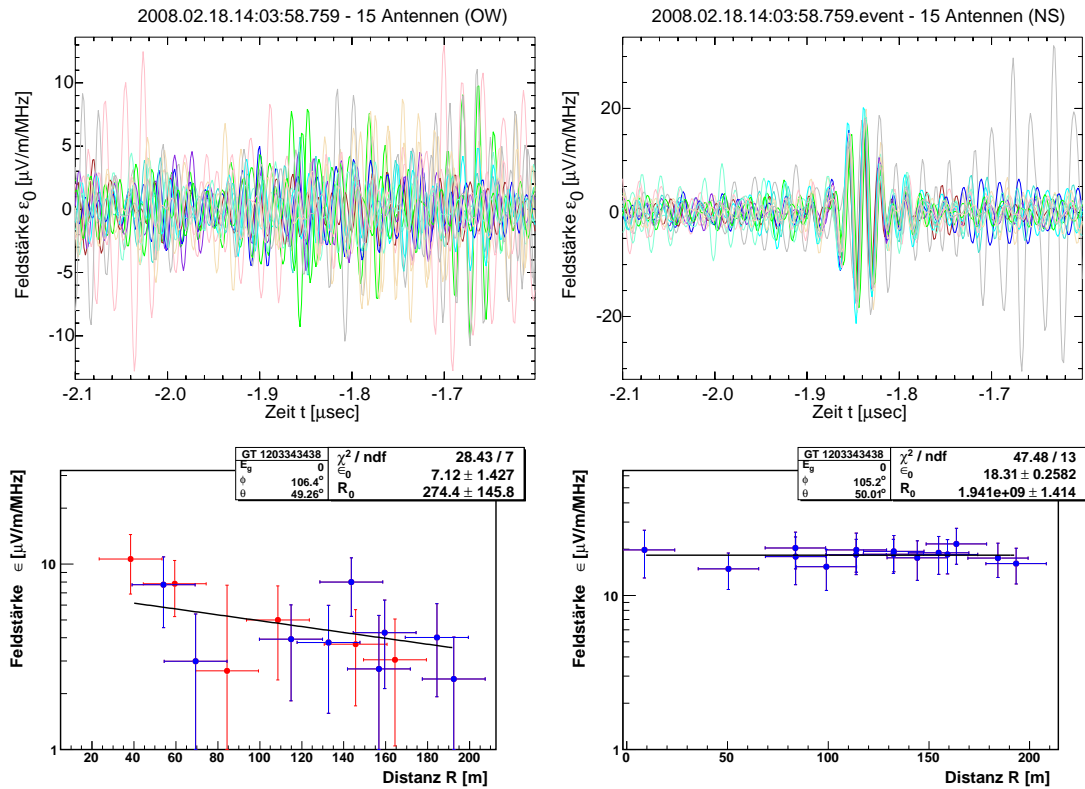 2008.02.18.14:03:58.759 - 15 Antennen (OW)
Feldstärke ε0 [μV/m/MHz]
10
5
0
-5
-10
-2.1
-2.0
-1.9
-1.8
-1.7
Zeit t [μsec]
2008.02.18.14:03:58.759.event - 15 Antennen (NS)
Feldstärke ε0 [μV/m/MHz]
20
0
-20
-2.1
-2.0
-1.9
-1.8
-1.7
Zeit t [μsec]
GT 1203343438
Eg 0
φ 106.4°
θ 49.26°
χ² / ndf 28.43 / 7
ε0 7.12 ± 1.427
R0 274.4 ± 145.8
Feldstärke ϵ [μV/m/MHz]
10
1
20
40
60
80
100
120
140
160
180
200
Distanz R [m]
GT 1203343438
Eg 0
φ 105.2°
θ 50.01°
χ² / ndf 47.48 / 13
ε0 18.31 ± 0.2582
R0 1.941e+09 ± 1.414
Feldstärke ϵ [μV/m/MHz]
10
1
0
50
100
150
200
Distanz R [m]